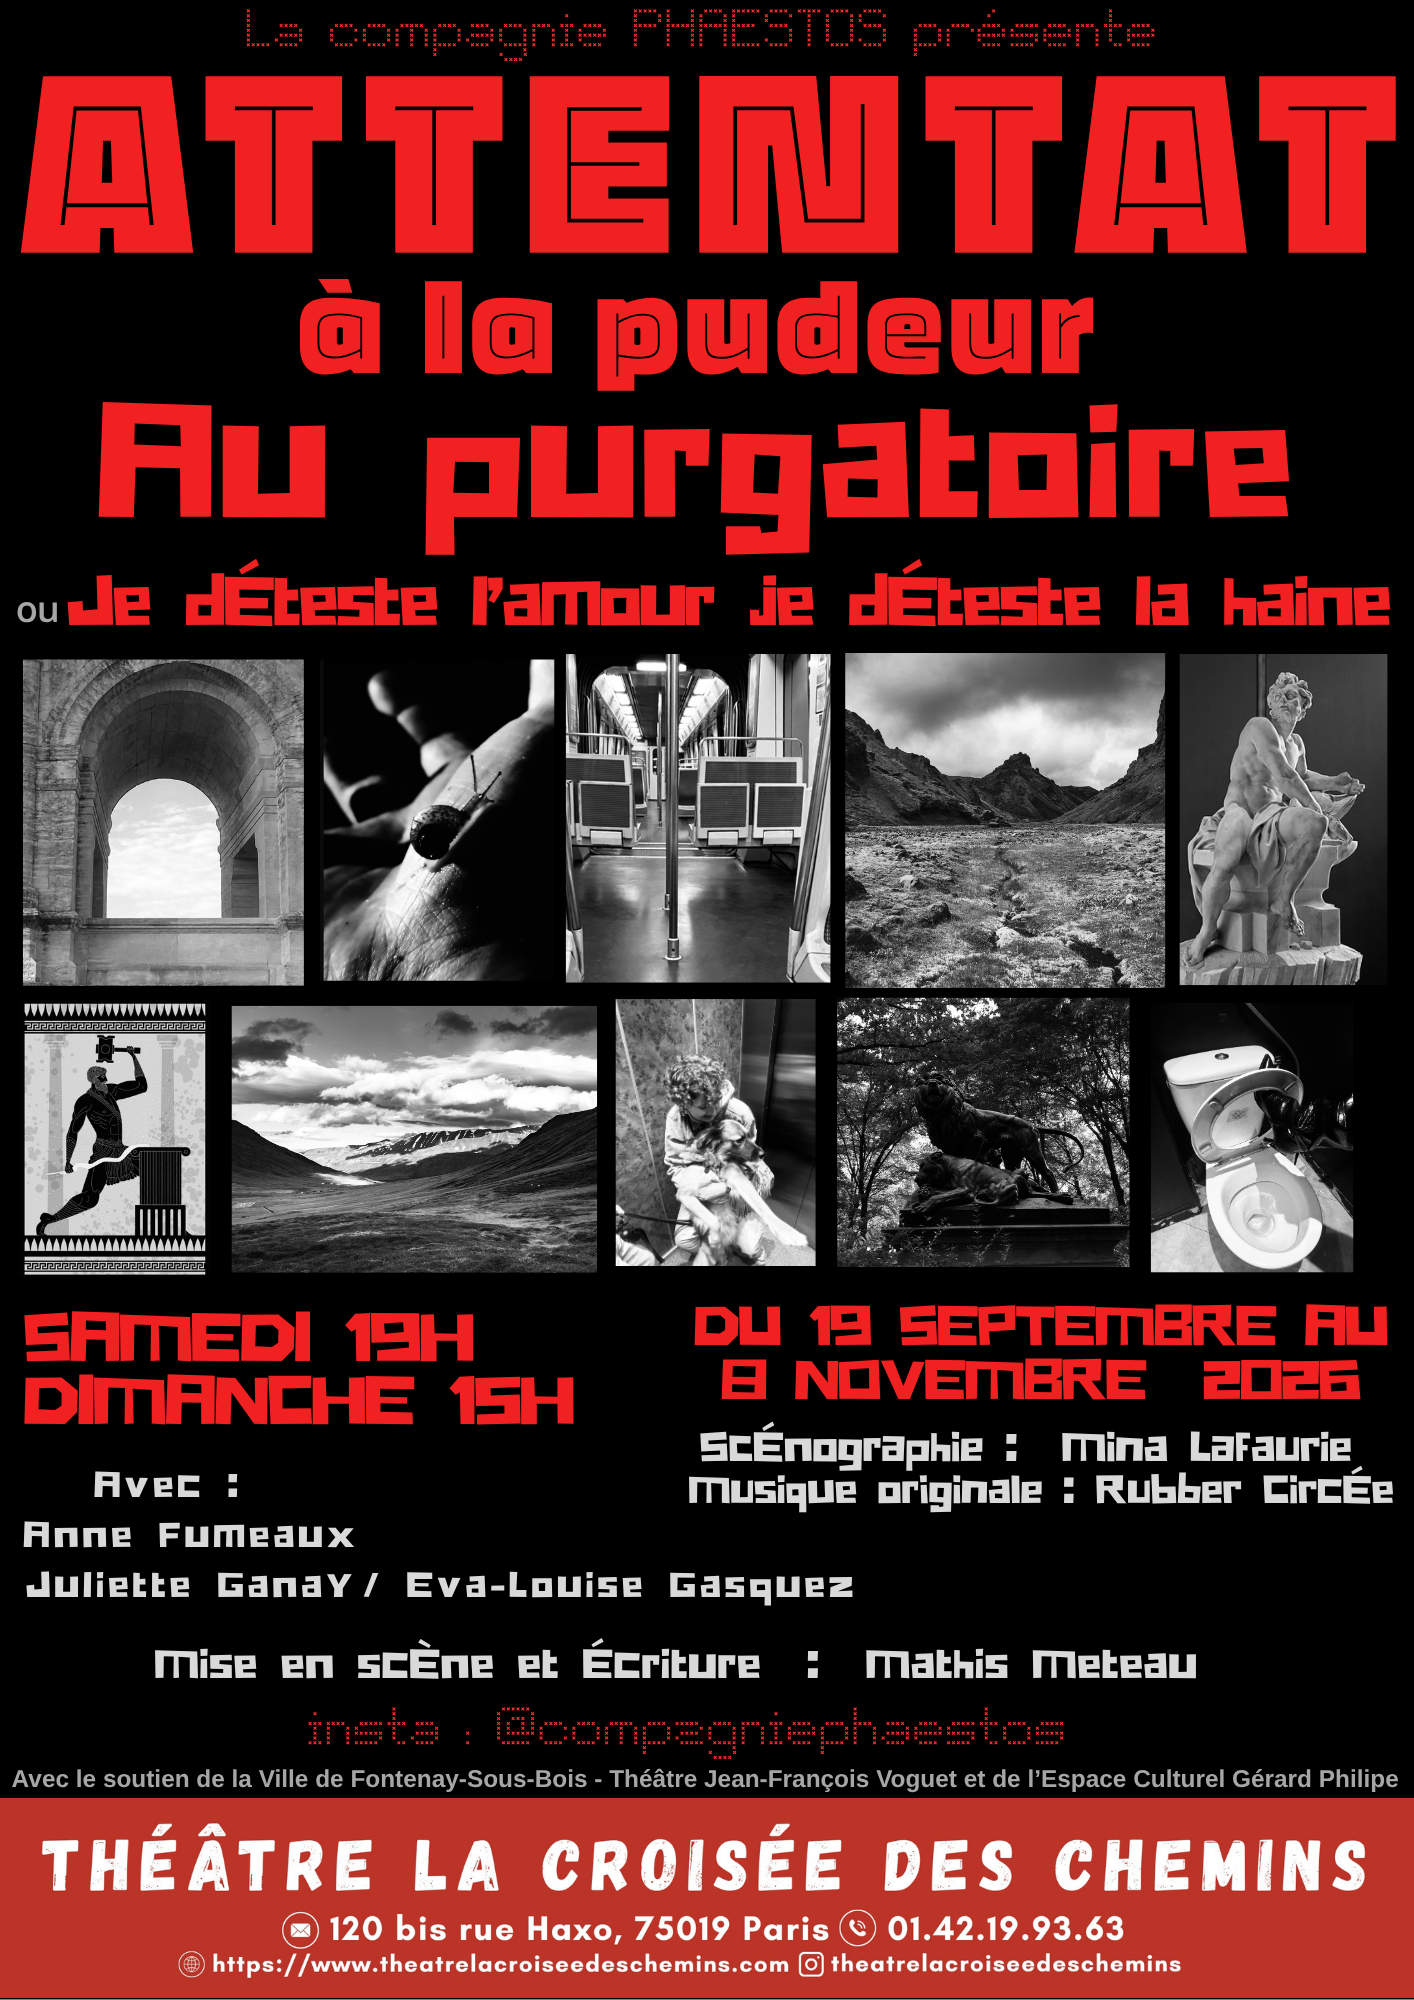 La compagnie PHAESTOS présente
ATTENTAT
à la pudeur
Au purgatoire
ou Je dÉteste l'aMour je dÉteste la haine
SAMEDI 19H
DIMANCHE 15H
DU 19 SEPTEMBRE AU
8 NOVEMBRE 2026
ScÉnographie : Mina Lafaurie
Musique originale : Rubber CircÉe
Avec :
Anne Fumeaux
Juliette Ganay / Eva-Louise Gasquez
Mise en scÈne et Écriture : Mathis Meteau
insta : @compagniephaestos
Avec le soutien de la Ville de Fontenay-Sous-Bois - Théâtre Jean-François Voguet et de l'Espace Culturel Gérard Philipe
THÉÂTRE LA CROISÉE DES CHEMINS
120 bis rue Haxo, 75019 Paris 01.42.19.93.63
https://www.theatrelacroiseedeschemins.com theatrelacroiseedeschemins